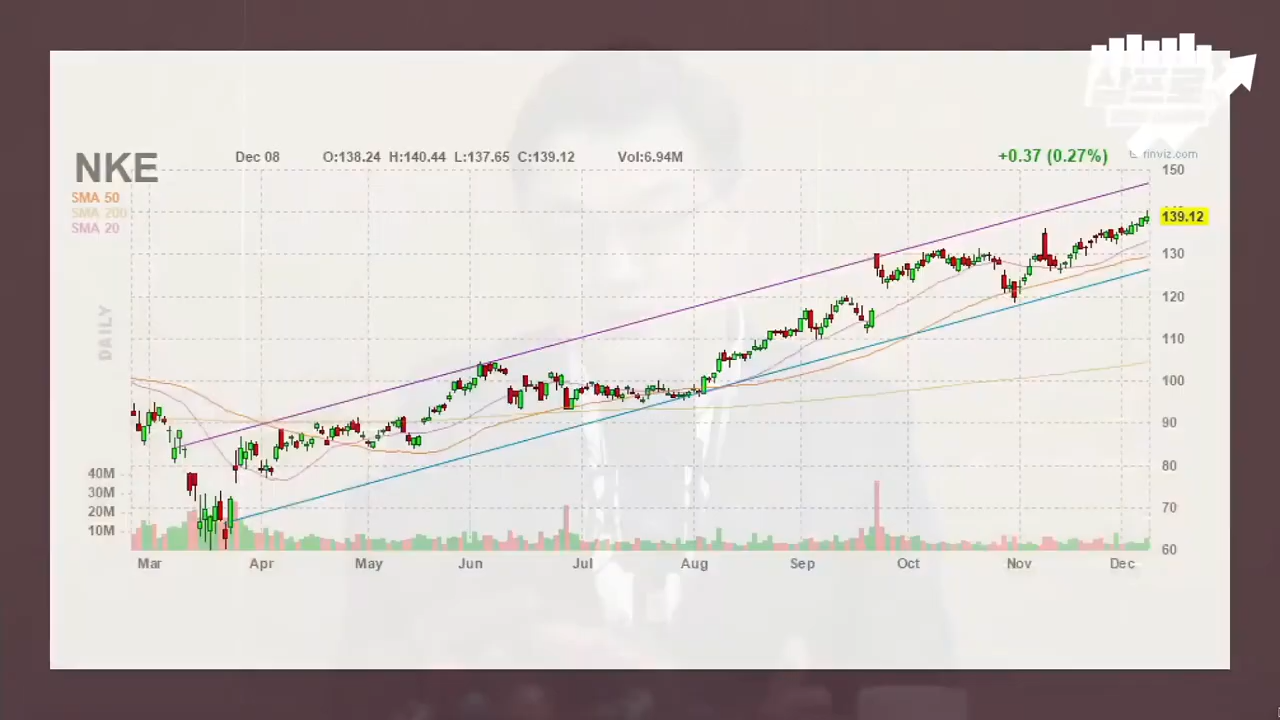 NKE
Dec 08 O:138.24 H:140.44 L:137.65 C:139.12 Vol:6.94M
+0.37 (0.27%)
finviz.com
SMA 50
SMA 200
SMA 20
DAILY
150
139.12
130
120
110
100
90
80
70
60
40M
30M
20M
10M
Mar Apr May Jun Jul Aug Sep Oct Nov Dec